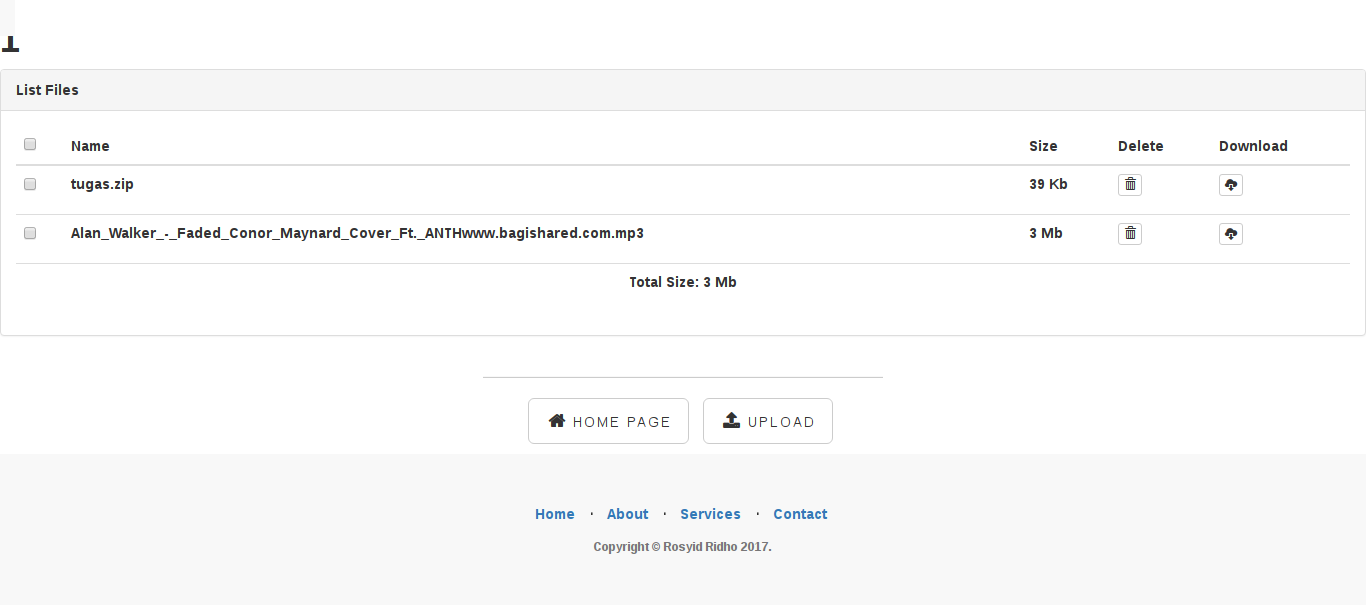 List Files
Name Size Delete Download
tugas.zip 39 Kb
Alan_Walker_-_Faded_Conor_Maynard_Cover_Ft._ANTHwww.bagishared.com.mp3 3 Mb
Total Size: 3 Mb
HOME PAGE UPLOAD
Home · About · Services · Contact
Copyright © Rosyid Ridho 2017.